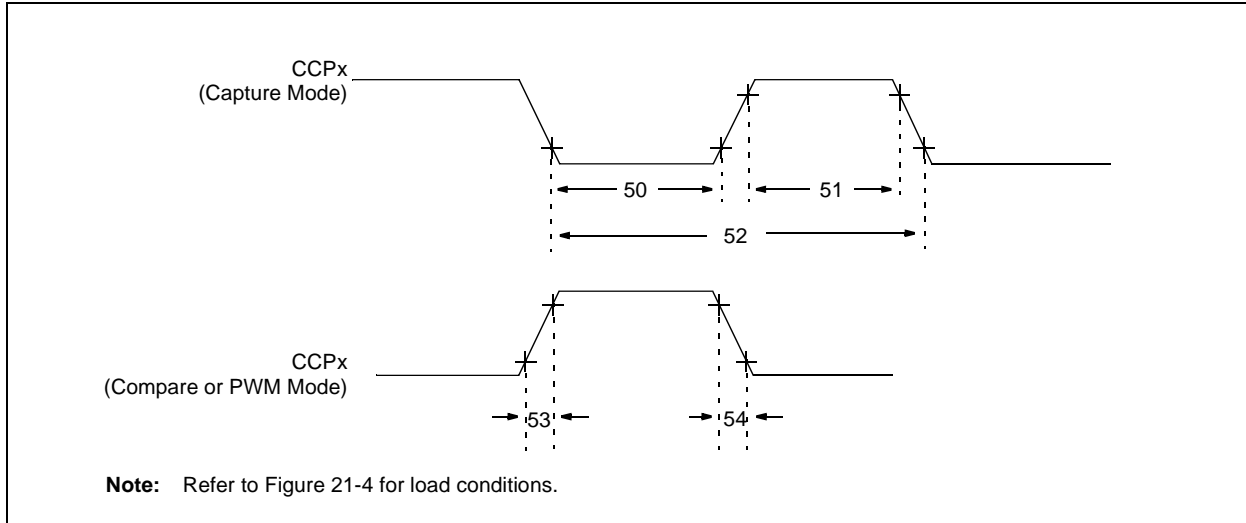 CCPx
(Capture Mode)
50
51
52
CCPx
(Compare or PWM Mode)
53
54
Note: Refer to Figure 21-4 for load conditions.